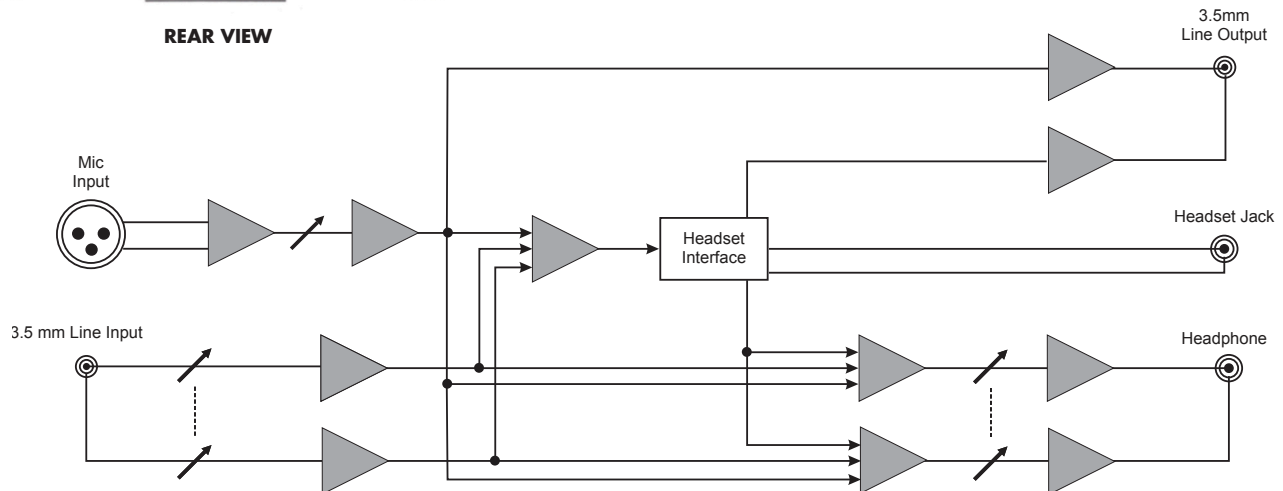 REAR VIEW
3.5mm
Line Output
Mic
Input
Headset Jack
Headset
Interface
3.5 mm Line Input
Headphone